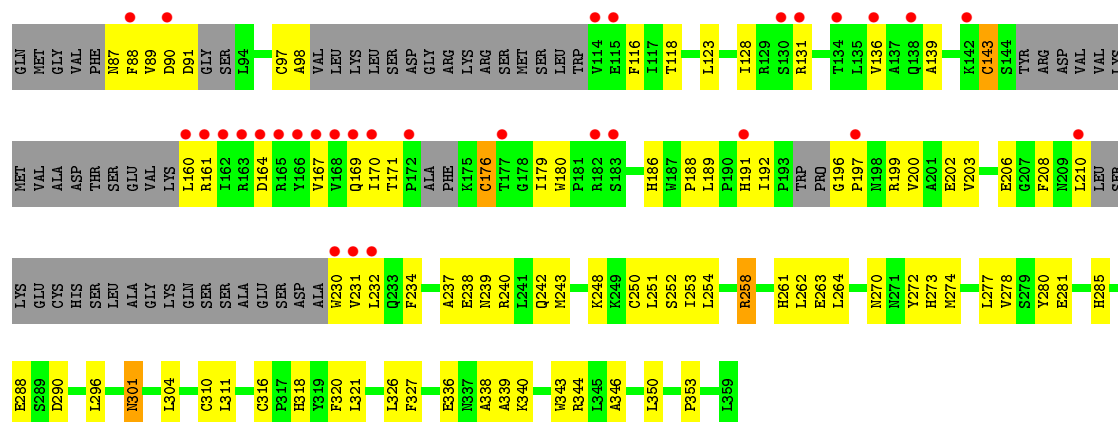 GLN MET GLY VAL PHE N87 F88 V89 D90 D91 GLY SER L94 C97 A98 VAL LEU LYS LEU SER ASP GLY ARG LYS ARG SER MET SER LEU TRP V114 E115 F116 I117 T118 L123 I128 R129 S130 R131 T134 L135 V136 A137 Q138 A139 K142 C143 S144 TYR ARG ASP VAL VAL LYS
MET VAL ALA ASP THR SER GLU VAL LYS L160 R161 I162 R163 D164 R165 Y166 V167 V168 Q169 I170 T171 P172 ALA PHE K175 C176 T177 G178 I179 W180 P181 R182 S183 H186 W187 P188 L189 P190 H191 I192 P193 TRP PRO G196 P197 N198 R199 V200 A201 E202 V203 E206 G207 F208 N209 L210 LEU SER
LYS GLU CYS HIS SER LEU ALA GLY LYS GLN SER SER ALA GLU SER ASP ALA W230 V231 L232 Q233 F234 A237 E238 N239 R240 L241 Q242 M243 K248 K249 C250 L251 S252 I253 L254 R258 H261 L262 E263 L264 N270 N271 Y272 H273 M274 L277 V278 S279 Y280 E281 H285
E288 S289 D290 L296 N301 L304 C310 L311 C316 P317 H318 Y319 F320 L321 L326 F327 E336 N337 A338 A339 K340 W343 R344 L345 A346 L350 P353 L359